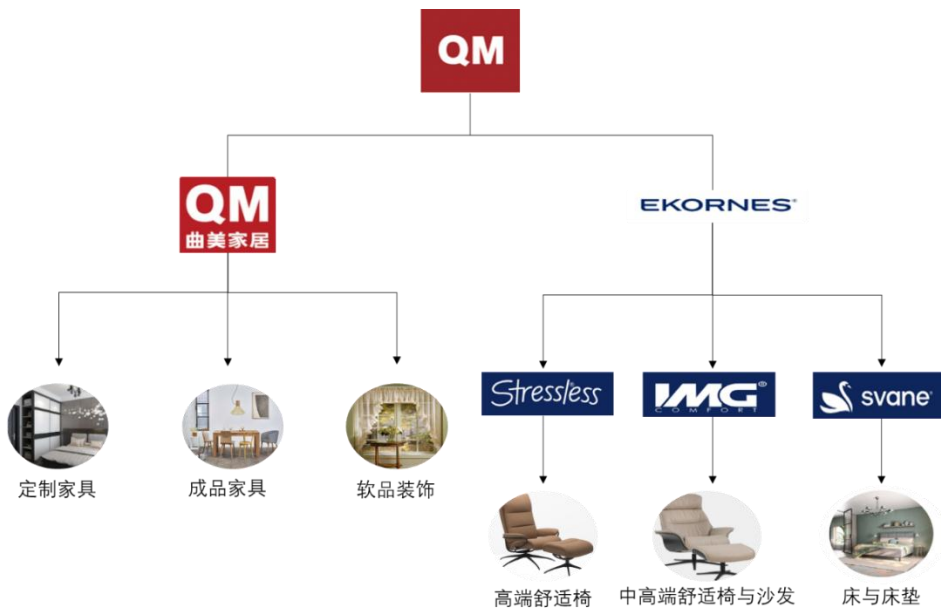 QM
QM
曲美家居
EKORNES®
Stressless
IMG®
COMFORT
svane®
定制家具
成品家具
软品装饰
高端舒适椅
中高端舒适椅与沙发
床与床垫